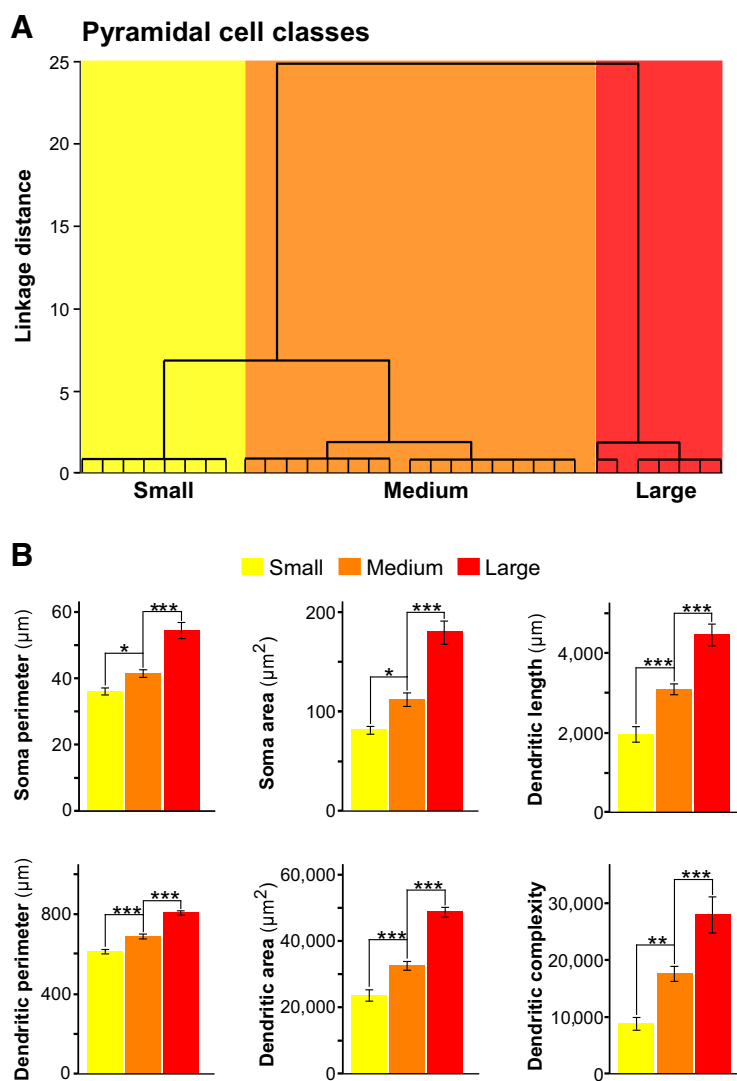 A
Pyramidal cell classes
Linkage distance
25
20
15
10
5
0
Small Medium Large
B
Small Medium Large
Soma perimeter (µm)
60
40
20
0
* ***
Soma area (µm²)
200
100
0
* ***
Dendritic length (µm)
4,000
2,000
0
*** ***
Dendritic perimeter (µm)
800
400
0
*** ***
Dendritic area (µm²)
60,000
40,000
20,000
0
*** ***
Dendritic complexity
30,000
20,000
10,000
0
** ***